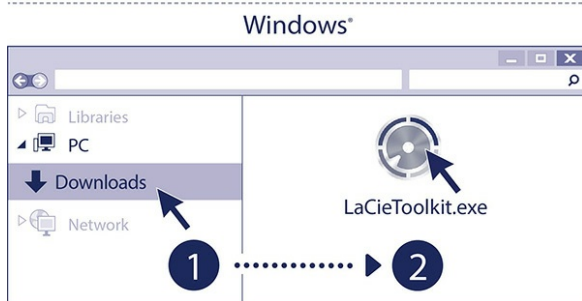 Windows®
Libraries
PC
Downloads
Network
LaCieToolkit.exe
1
2